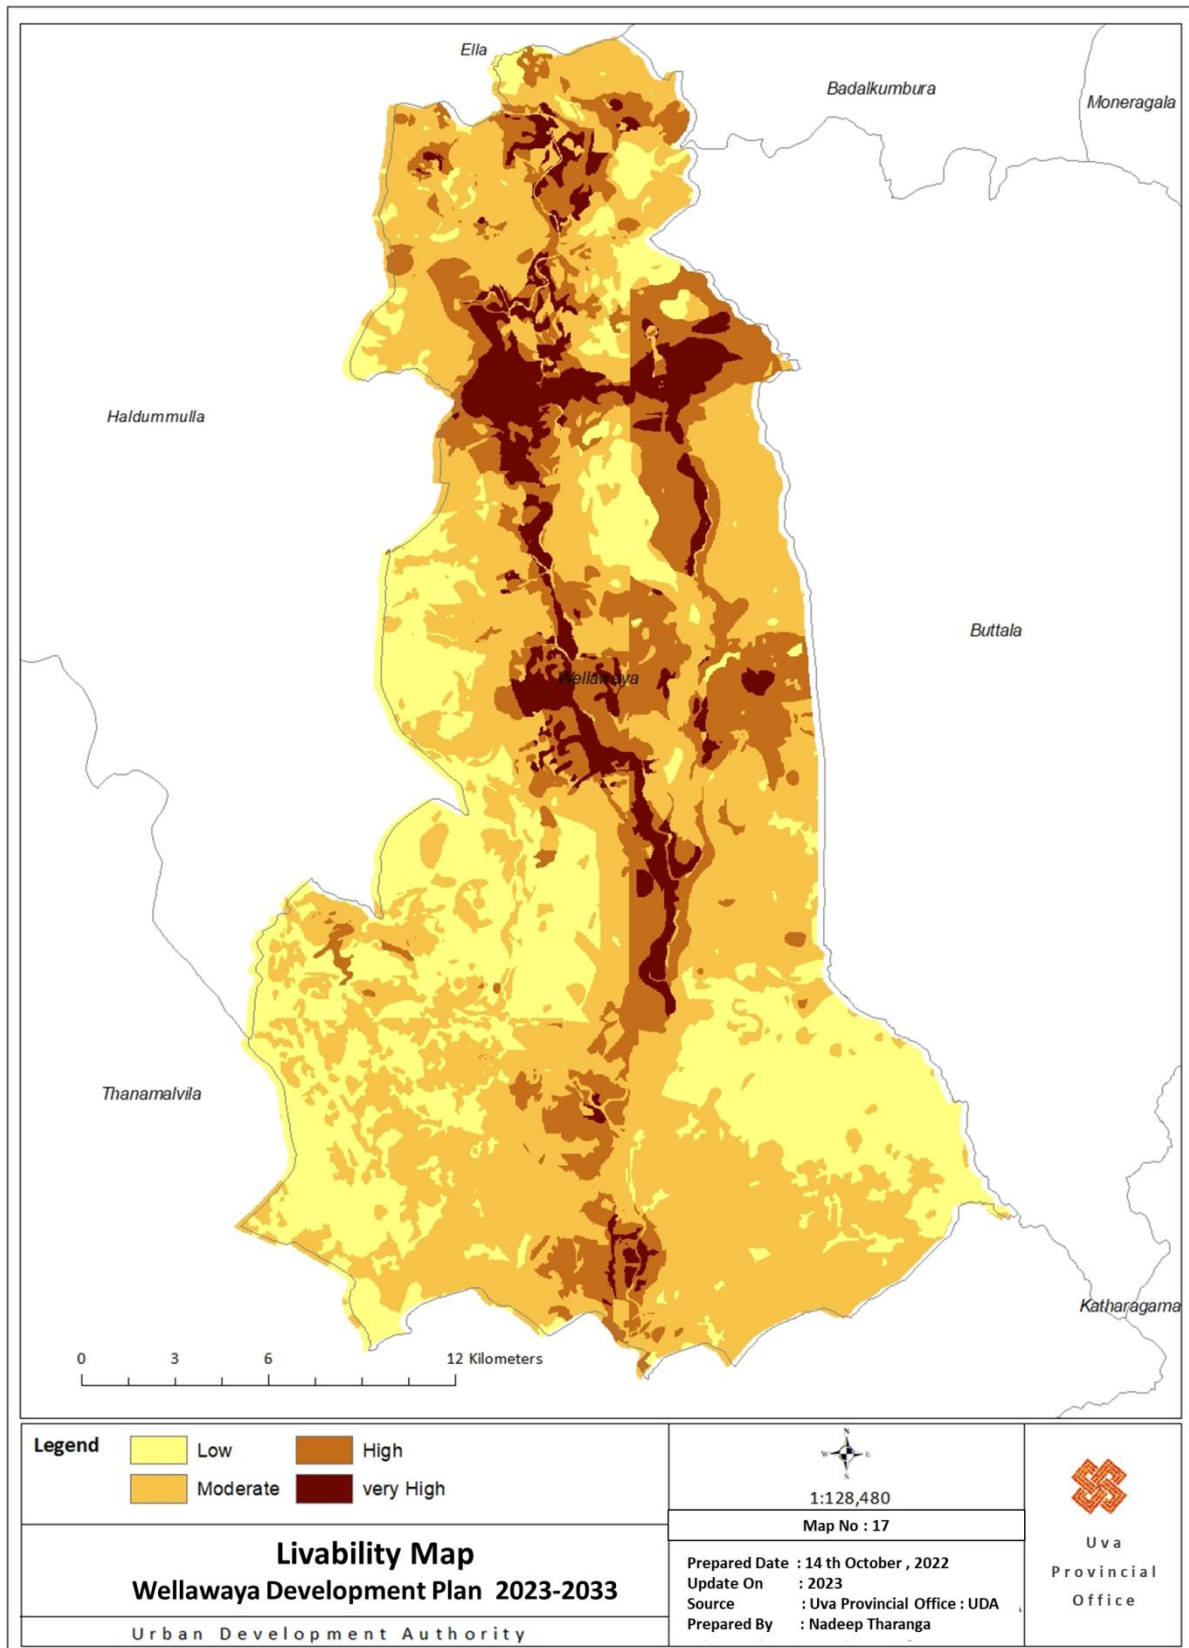 Ella
Badalkumbura
Moneragala
Haldummulla
Buttala
Wellawaya
Thanamalvila
Katharagama
0 3 6 12 Kilometers
Legend
Low
High
Moderate
very High
Livability Map
Wellawaya Development Plan 2023-2033
Urban Development Authority
N
W E
S
1:128,480
Map No : 17
Prepared Date : 14 th October , 2022
Update On : 2023
Source : Uva Provincial Office : UDA
Prepared By : Nadeep Tharanga
Uva
Provincial
Office